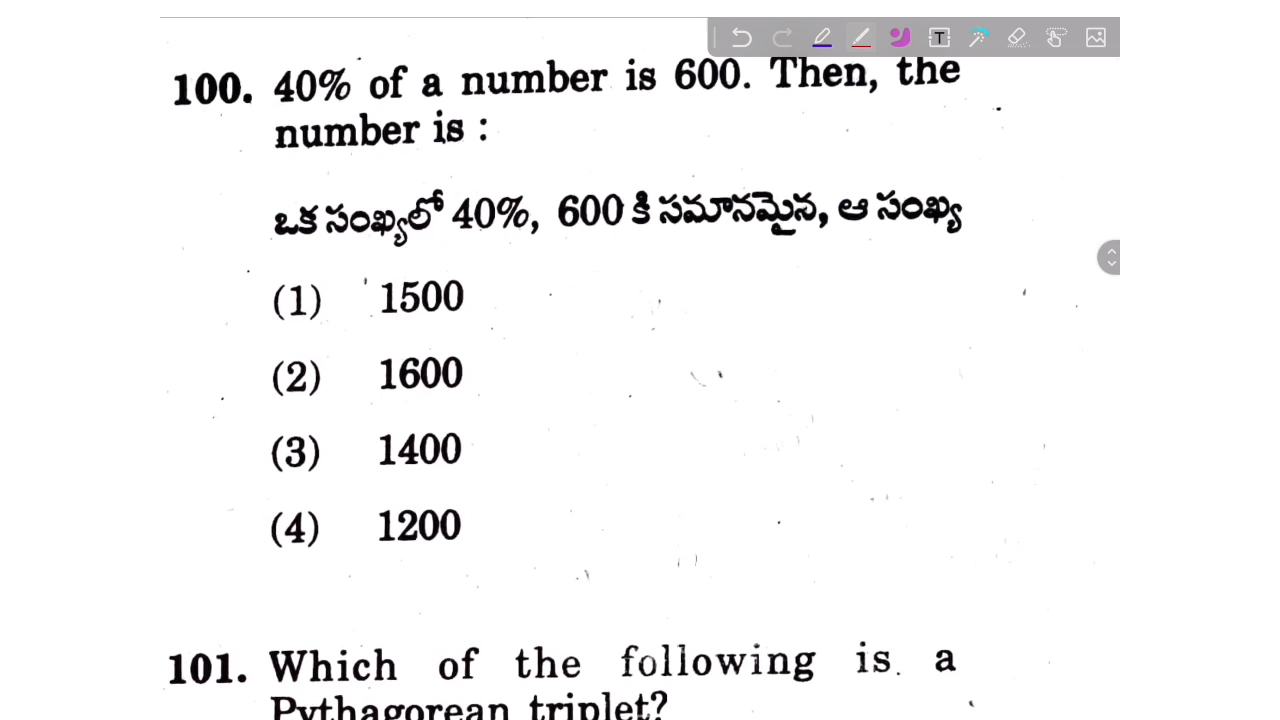 100. 40% of a number is 600. Then, the
number is :
ఒక సంఖ్యలో 40%, 600 కి సమానమైన, ఆ సంఖ్య
(1) 1500
(2) 1600
(3) 1400
(4) 1200
101. Which of the following is a
Pythagorean triplet?